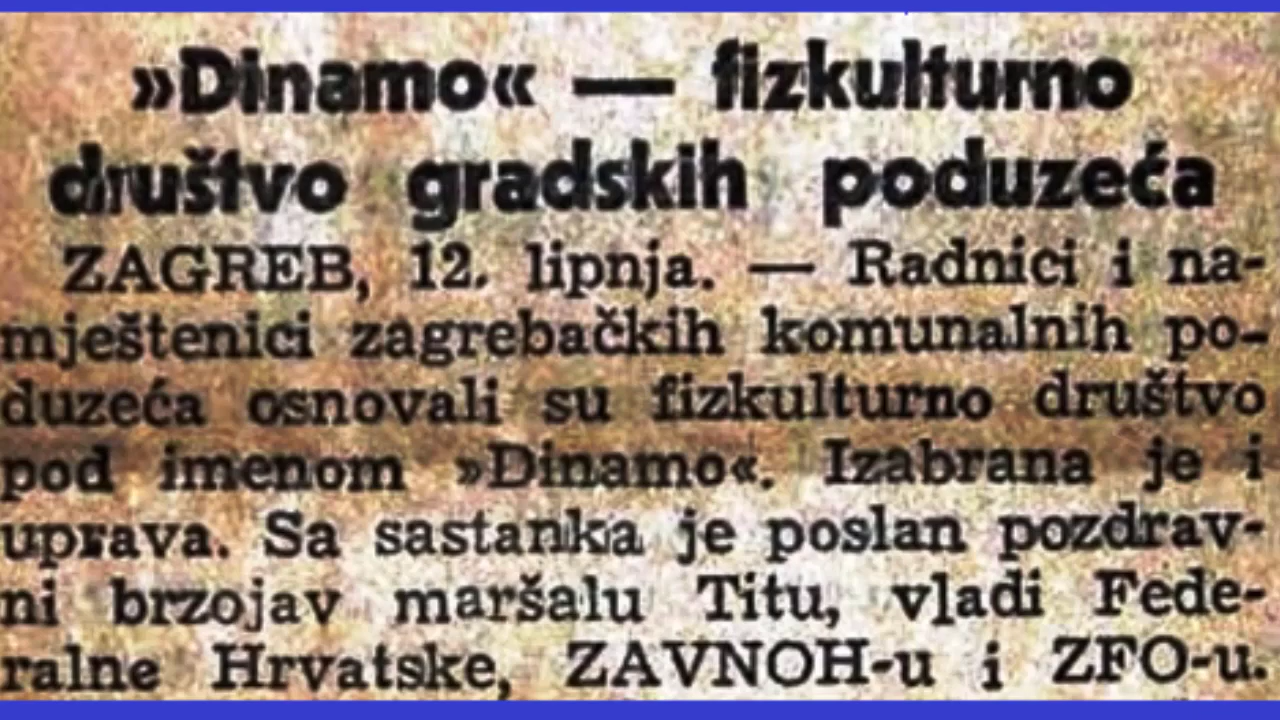 »Dinamo« — fizkulturno
društvo gradskih poduzeća
ZAGREB, 12. lipnja. — Radnici i na-
mještenici zagrebačkih komunalnih po-
duzeća osnovali su fizkulturno društvo
pod imenom »Dinamo«. Izabrana je i
uprava. Sa sastanka je poslan pozdrav-
ni brzojav maršalu Titu, vladi Fede-
ralne Hrvatske, ZAVNOH-u i ZFO-u.